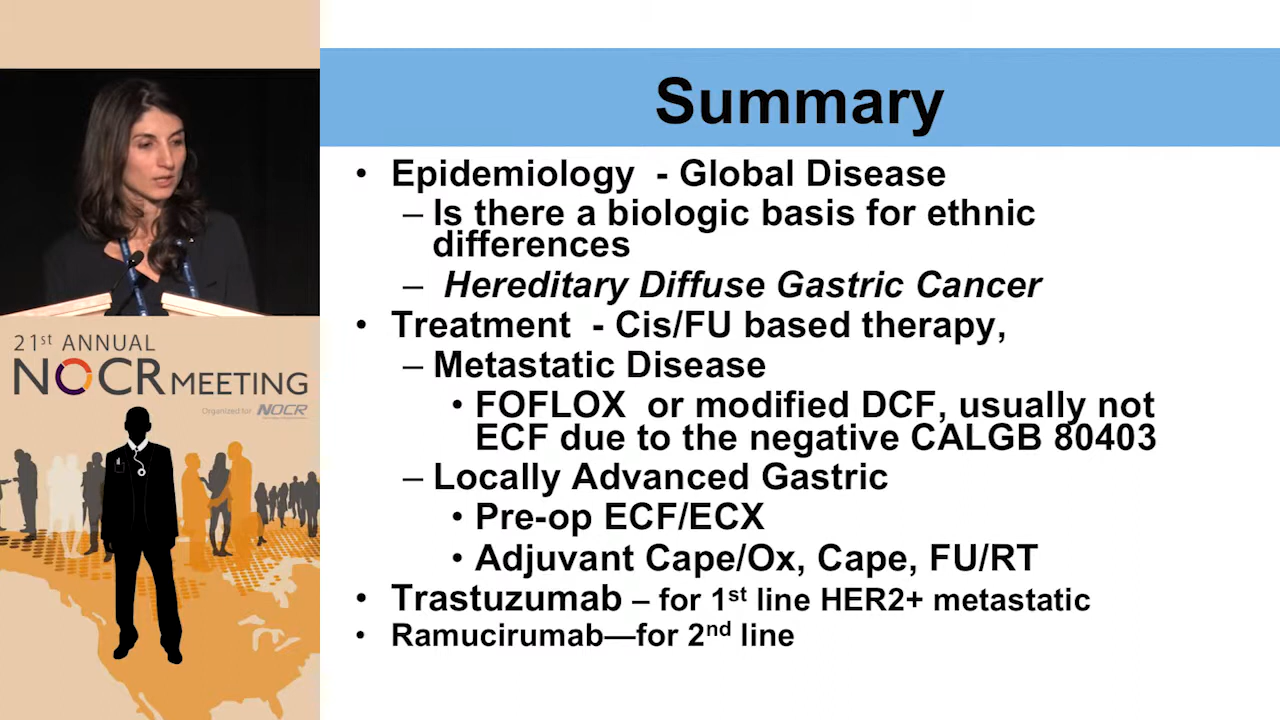 Summary
• Epidemiology - Global Disease
– Is there a biologic basis for ethnic
differences
– Hereditary Diffuse Gastric Cancer
• Treatment - Cis/FU based therapy,
– Metastatic Disease
• FOFLOX or modified DCF, usually not
ECF due to the negative CALGB 80403
– Locally Advanced Gastric
• Pre-op ECF/ECX
• Adjuvant Cape/Ox, Cape, FU/RT
• Trastuzumab – for 1st line HER2+ metastatic
• Ramucirumab—for 2nd line
21st ANNUAL
NOCR MEETING
Organized for NOCR